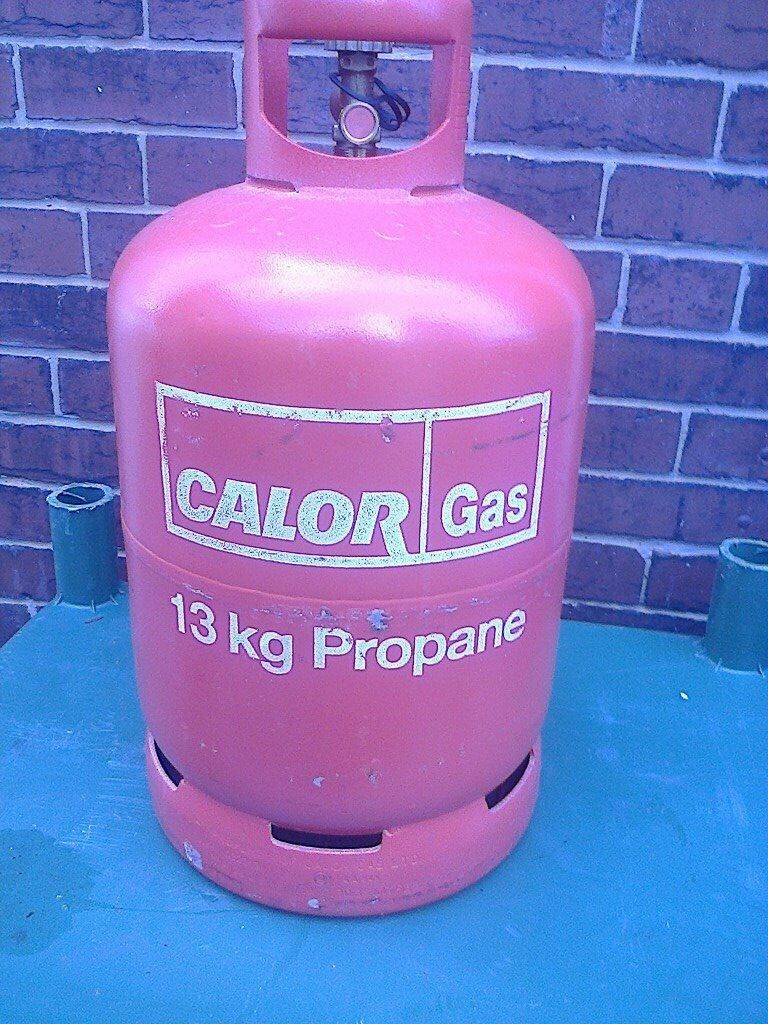 CALOR Gas
13 kg Propane